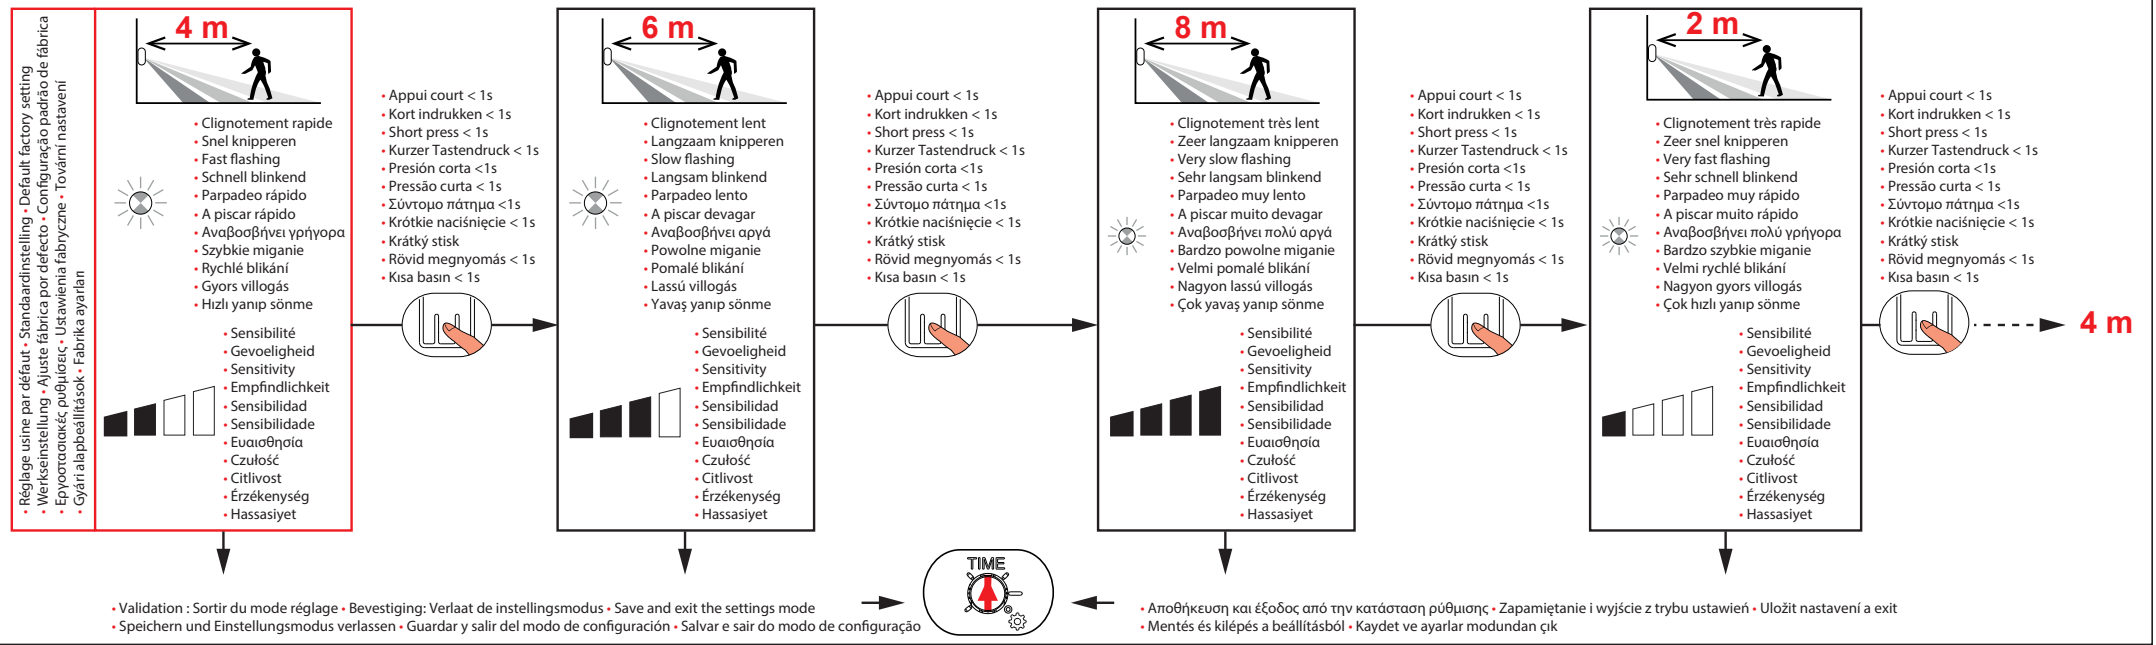 • Réglage usine par défaut • Standaardinstelling • Default factory setting
• Werkseinstellung • Ajuste fábrica por defecto • Configuração padrão de fábrica
• Εργοστασιακές ρυθμίσεις • Ustawienia fabryczne • Tovární nastavení
• Gyári alapbeállítások • Fabrika ayarları
4 m
• Clignotement rapide
• Snel knipperen
• Fast flashing
• Schnell blinkend
• Parpadeo rápido
• A piscar rápido
• Αναβοσβήνει γρήγορα
• Szybkie miganie
• Rychlé blikání
• Gyors villogás
• Hızlı yanıp sönme
• Sensibilité
• Gevoeligheid
• Sensitivity
• Empfindlichkeit
• Sensibilidad
• Sensibilidade
• Ευαισθησία
• Czułość
• Citlivost
• Érzékenység
• Hassasiyet
• Appui court < 1s
• Kort indrukken < 1s
• Short press < 1s
• Kurzer Tastendruck < 1s
• Presión corta <1s
• Pressão curta < 1s
• Σύντομο πάτημα <1s
• Krótkie naciśnięcie < 1s
• Krátký stisk
• Rövid megnyomás < 1s
• Kısa basın < 1s
6 m
• Clignotement lent
• Langzaam knipperen
• Slow flashing
• Langsam blinkend
• Parpadeo lento
• A piscar devagar
• Αναβοσβήνει αργά
• Powolne miganie
• Pomalé blikání
• Lassú villogás
• Yavaş yanıp sönme
• Sensibilité
• Gevoeligheid
• Sensitivity
• Empfindlichkeit
• Sensibilidad
• Sensibilidade
• Ευαισθησία
• Czułość
• Citlivost
• Érzékenység
• Hassasiyet
• Appui court < 1s
• Kort indrukken < 1s
• Short press < 1s
• Kurzer Tastendruck < 1s
• Presión corta <1s
• Pressão curta < 1s
• Σύντομο πάτημα <1s
• Krótkie naciśnięcie < 1s
• Krátký stisk
• Rövid megnyomás < 1s
• Kısa basın < 1s
8 m
• Clignotement très lent
• Zeer langzaam knipperen
• Very slow flashing
• Sehr langsam blinkend
• Parpadeo muy lento
• A piscar muito devagar
• Αναβοσβήνει πολύ αργά
• Bardzo powolne miganie
• Velmi pomalé blikání
• Nagyon lassú villogás
• Çok yavaş yanıp sönme
• Sensibilité
• Gevoeligheid
• Sensitivity
• Empfindlichkeit
• Sensibilidad
• Sensibilidade
• Ευαισθησία
• Czułość
• Citlivost
• Érzékenység
• Hassasiyet
• Appui court < 1s
• Kort indrukken < 1s
• Short press < 1s
• Kurzer Tastendruck < 1s
• Presión corta <1s
• Pressão curta < 1s
• Σύντομο πάτημα <1s
• Krótkie naciśnięcie < 1s
• Krátký stisk
• Rövid megnyomás < 1s
• Kısa basın < 1s
2 m
• Clignotement très rapide
• Zeer snel knipperen
• Very fast flashing
• Sehr schnell blinkend
• Parpadeo muy rápido
• A piscar muito rápido
• Αναβοσβήνει πολύ γρήγορα
• Bardzo szybkie miganie
• Velmi rychlé blikání
• Nagyon gyors villogás
• Çok hızlı yanıp sönme
• Sensibilité
• Gevoeligheid
• Sensitivity
• Empfindlichkeit
• Sensibilidad
• Sensibilidade
• Ευαισθησία
• Czułość
• Citlivost
• Érzékenység
• Hassasiyet
• Appui court < 1s
• Kort indrukken < 1s
• Short press < 1s
• Kurzer Tastendruck < 1s
• Presión corta <1s
• Pressão curta < 1s
• Σύντομο πάτημα <1s
• Krótkie naciśnięcie < 1s
• Krátký stisk
• Rövid megnyomás < 1s
• Kısa basın < 1s
4 m
• Validation : Sortir du mode réglage • Bevestiging: Verlaat de instellingsmodus • Save and exit the settings mode
• Speichern und Einstellungsmodus verlassen • Guardar y salir del modo de configuración • Salvar e sair do modo de configuração
TIME
• Αποθήκευση και έξοδος από την κατάσταση ρύθμισης • Zapamiętanie i wyjście z trybu ustawień • Uložit nastavení a exit
• Mentés és kilépés a beállításból • Kaydet ve ayarlar modundan çık